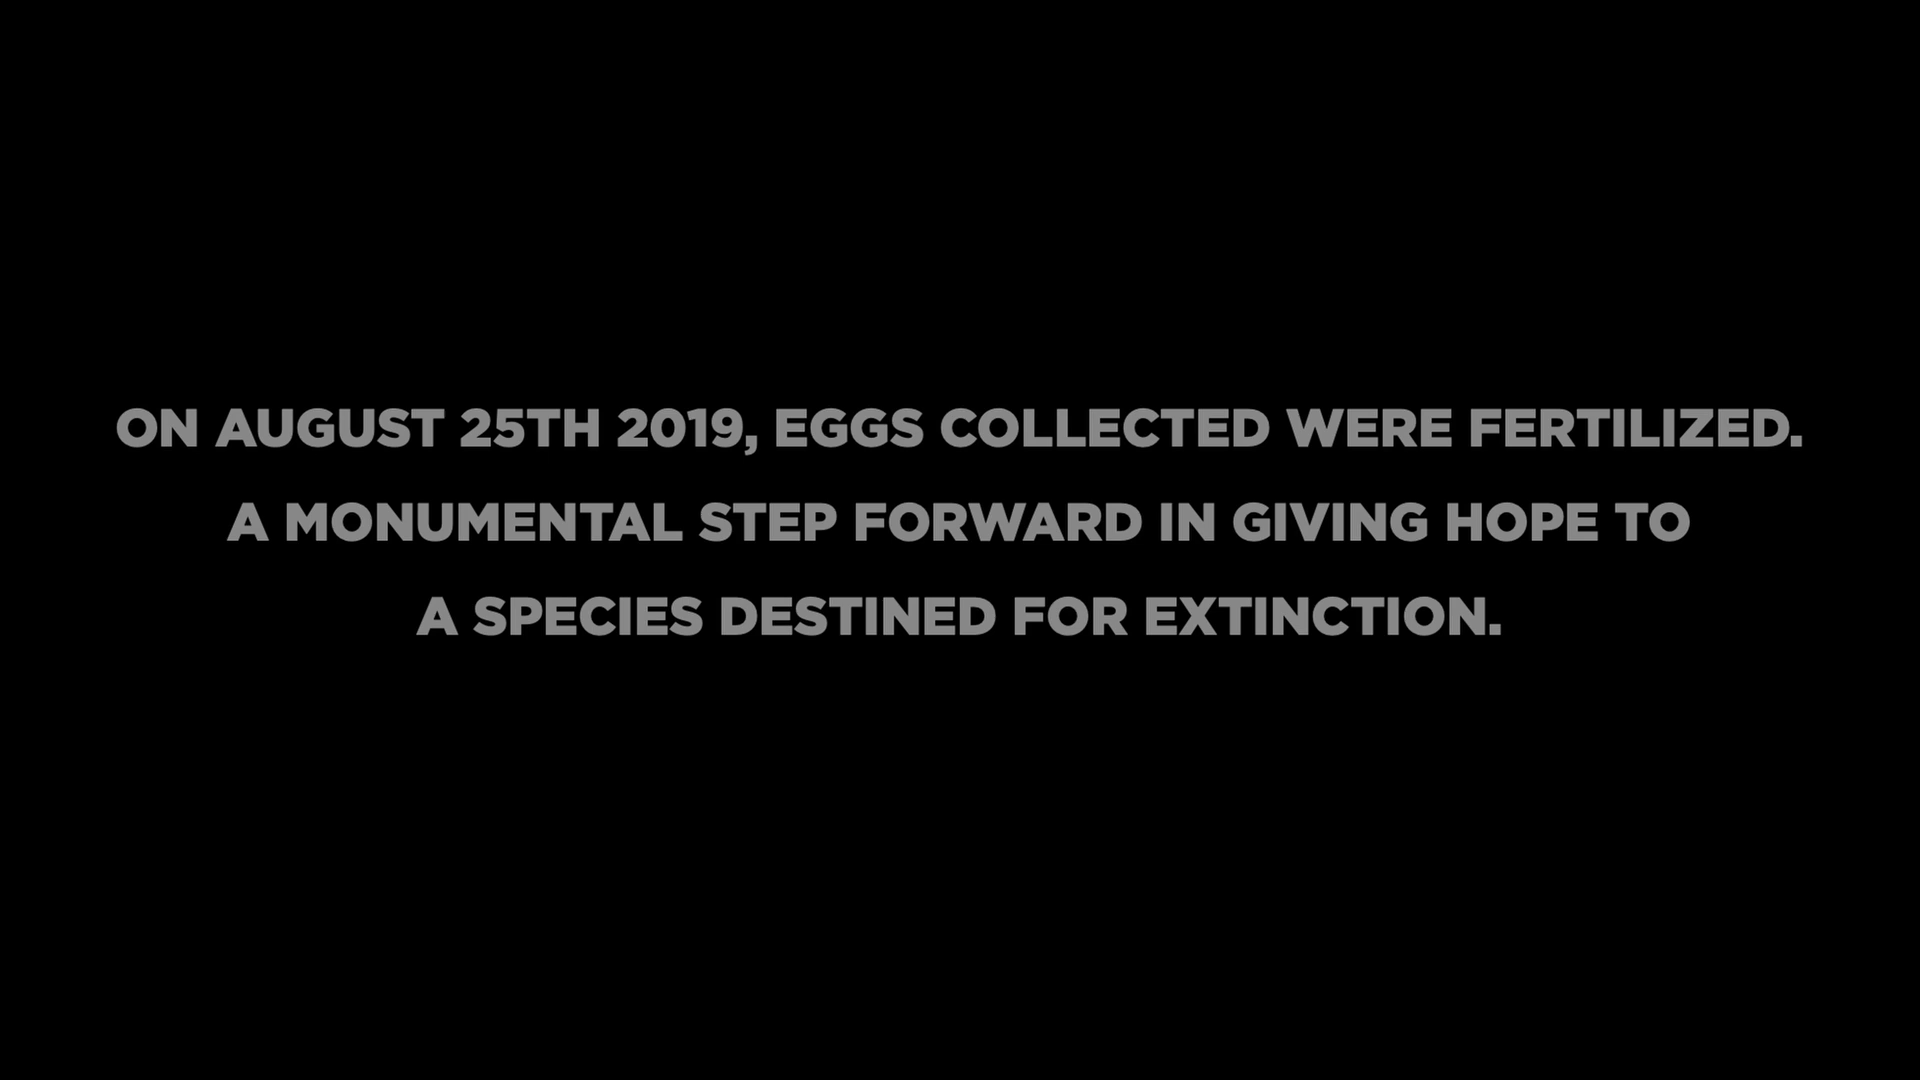 ON AUGUST 25TH 2019, EGGS COLLECTED WERE FERTILIZED.
A MONUMENTAL STEP FORWARD IN GIVING HOPE TO
A SPECIES DESTINED FOR EXTINCTION.